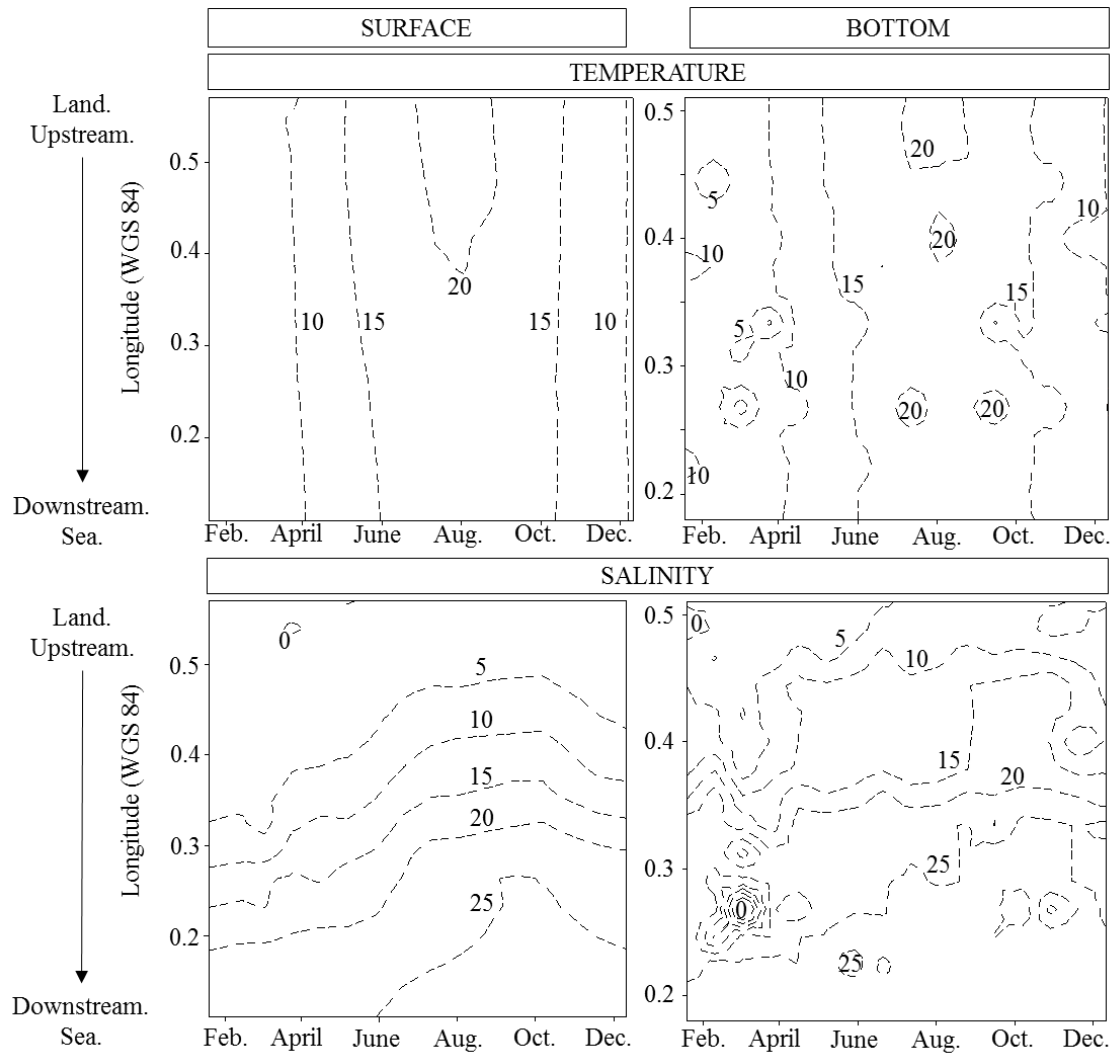 SURFACE
BOTTOM
TEMPERATURE
Land.
Upstream.
Longitude (WGS 84)
Downstream.
Sea.
0.5
0.4
0.3
0.2
10
15
20
15
10
Feb. April June Aug. Oct. Dec.
0.5
0.4
0.3
0.2
20
5
10
20
10
15
15
5
10
20
20
10
Feb. April June Aug. Oct. Dec.
SALINITY
Land.
Upstream.
Longitude (WGS 84)
Downstream.
Sea.
0.5
0.4
0.3
0.2
0
5
10
15
20
25
Feb. April June Aug. Oct. Dec.
0.5
0.4
0.3
0.2
0
5
10
15
20
25
0
25
Feb. April June Aug. Oct. Dec.